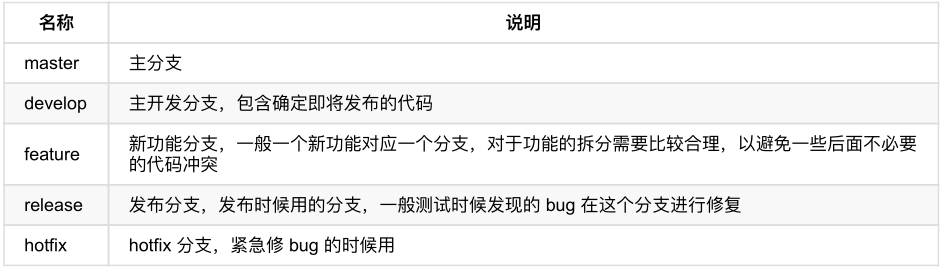 名称 说明
master 主分支
develop 主开发分支，包含确定即将发布的代码
feature 新功能分支，一般一个新功能对应一个分支，对于功能的拆分需要比较合理，以避免一些后面不必要
的代码冲突
release 发布分支，发布时候用的分支，一般测试时候发现的 bug 在这个分支进行修复
hotfix hotfix 分支，紧急修 bug 的时候用